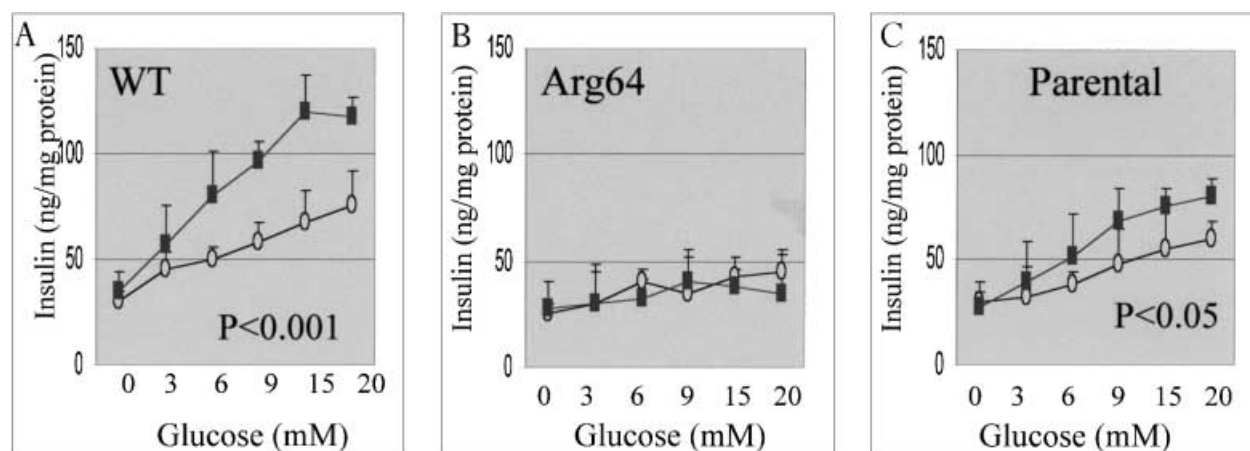 A
150
100
50
0
Insulin (ng/mg protein)
WT
P<0.001
0 3 6 9 15 20
Glucose (mM)
B
150
100
50
0
Insulin (ng/mg protein)
Arg64
0 3 6 9 15 20
Glucose (mM)
C
150
100
50
0
Insulin (ng/mg protein)
Parental
P<0.05
0 3 6 9 15 20
Glucose (mM)